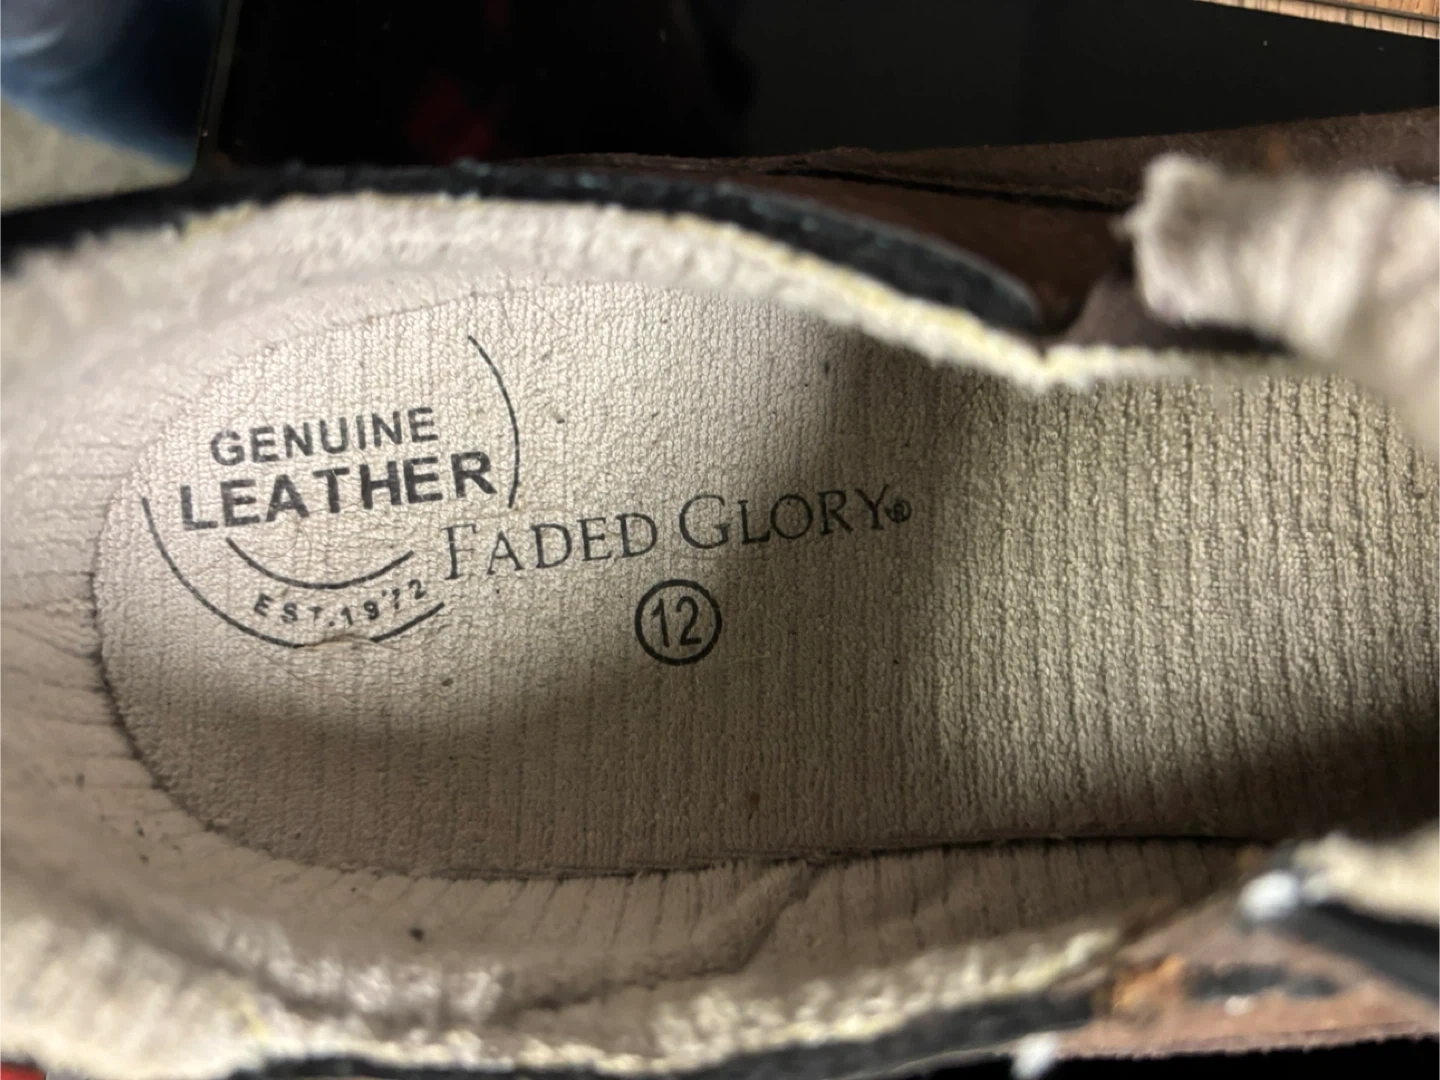 GENUINE
LEATHER
EST.1972
FADED GLORY®
12